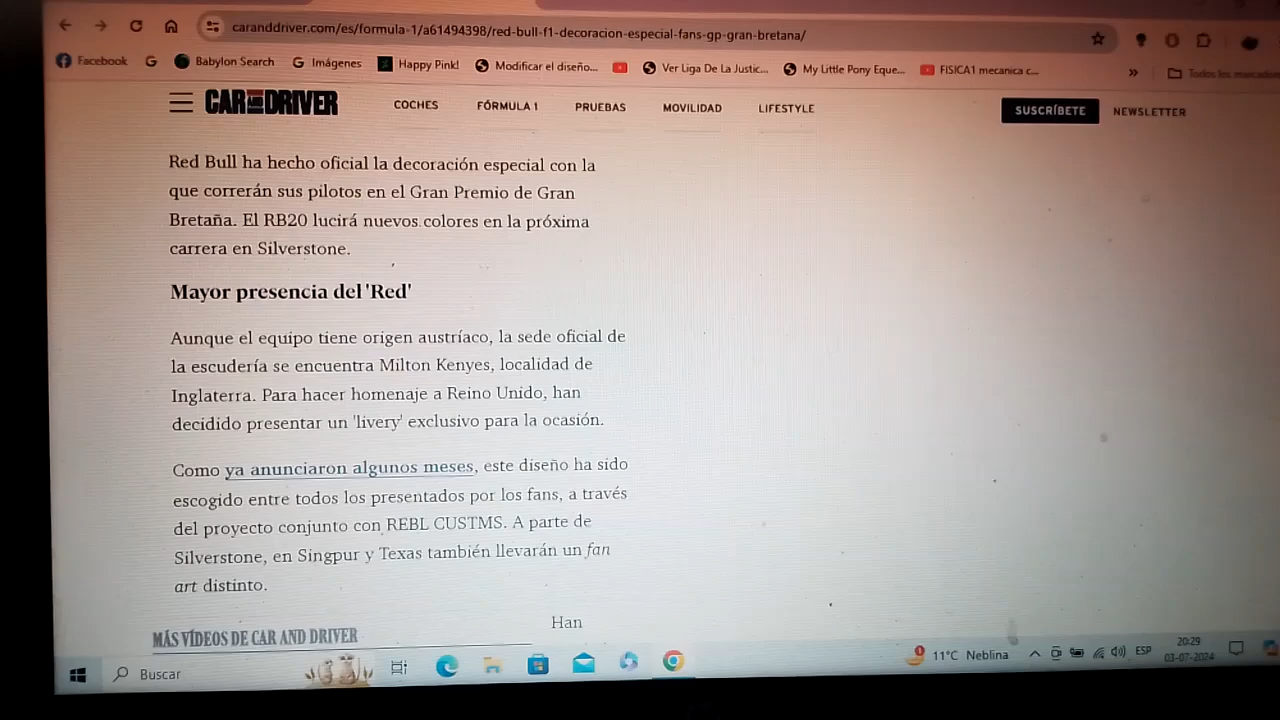 caranddriver.com/es/formula-1/a61494398/red-bull-f1-decoracion-especial-fans-gp-gran-bretana/
Facebook G Babylon Search G Imágenes Happy Pink! Modificar el diseño... Ver Liga De La Justic... My Little Pony Eque... FISICA1 mecanica c... » Todos los marcadores
CAR AND DRIVER COCHES FÓRMULA 1 PRUEBAS MOVILIDAD LIFESTYLE SUSCRÍBETE NEWSLETTER
Red Bull ha hecho oficial la decoración especial con la
que correrán sus pilotos en el Gran Premio de Gran
Bretaña. El RB20 lucirá nuevos colores en la próxima
carrera en Silverstone.
Mayor presencia del 'Red'
Aunque el equipo tiene origen austríaco, la sede oficial de
la escudería se encuentra Milton Kenyes, localidad de
Inglaterra. Para hacer homenaje a Reino Unido, han
decidido presentar un 'livery' exclusivo para la ocasión.
Como ya anunciaron algunos meses, este diseño ha sido
escogido entre todos los presentados por los fans, a través
del proyecto conjunto con REBL CUSTMS. A parte de
Silverstone, en Singpur y Texas también llevarán un fan
art distinto.
Han
MÁS VÍDEOS DE CAR AND DRIVER
Buscar 11°C Neblina ESP 20:29
03-07-2024